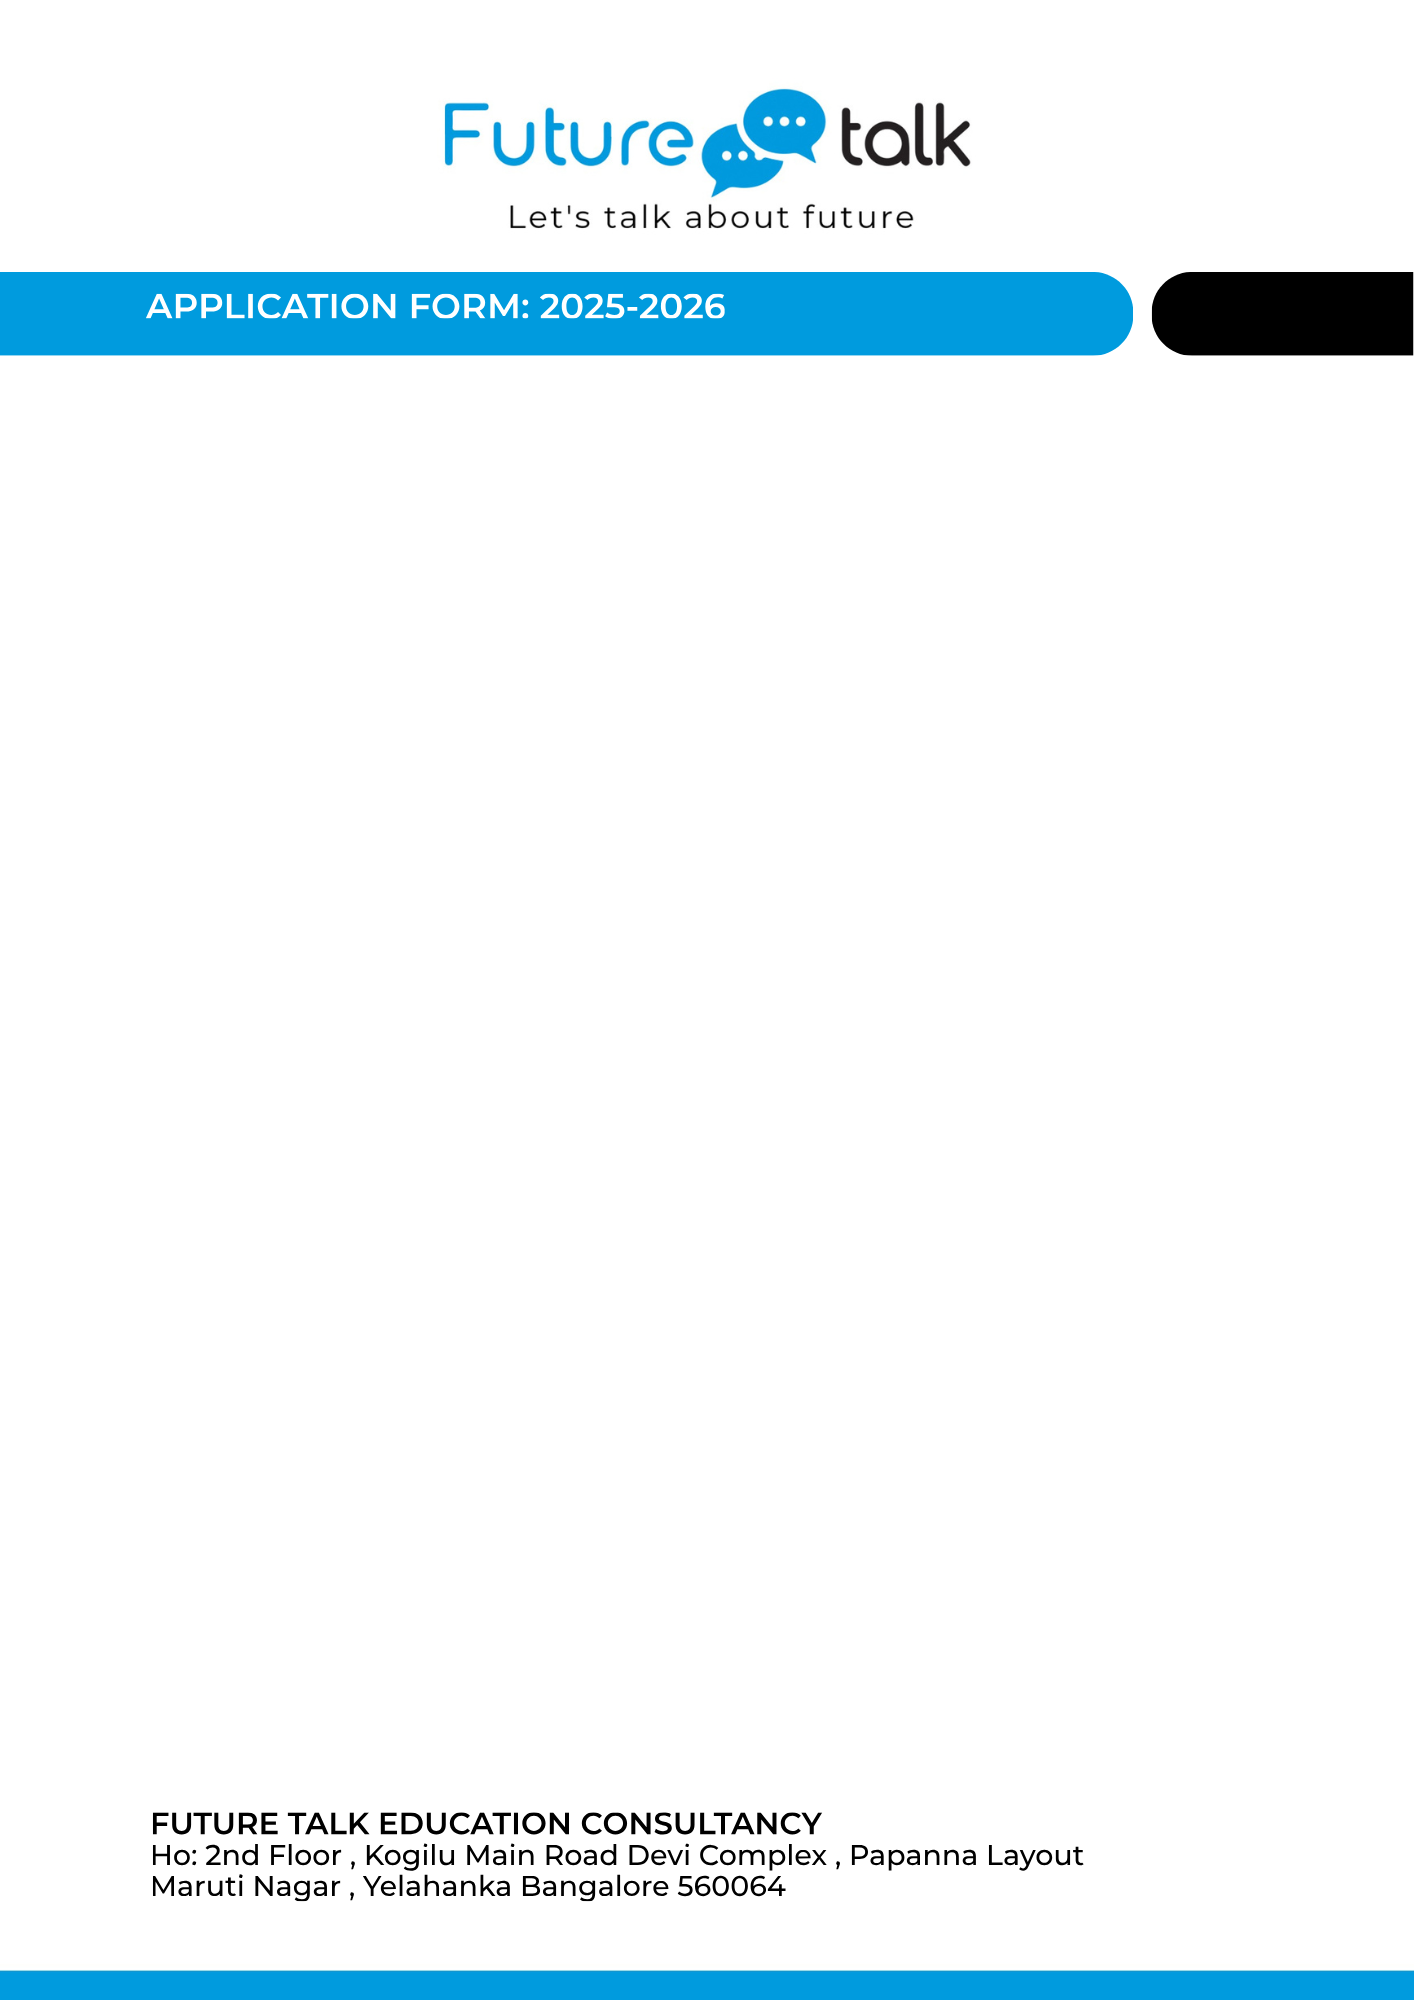 Future talk
Let's talk about future
APPLICATION FORM: 2025-2026
FUTURE TALK EDUCATION CONSULTANCY
Ho: 2nd Floor , Kogilu Main Road Devi Complex , Papanna Layout
Maruti Nagar , Yelahanka Bangalore 560064